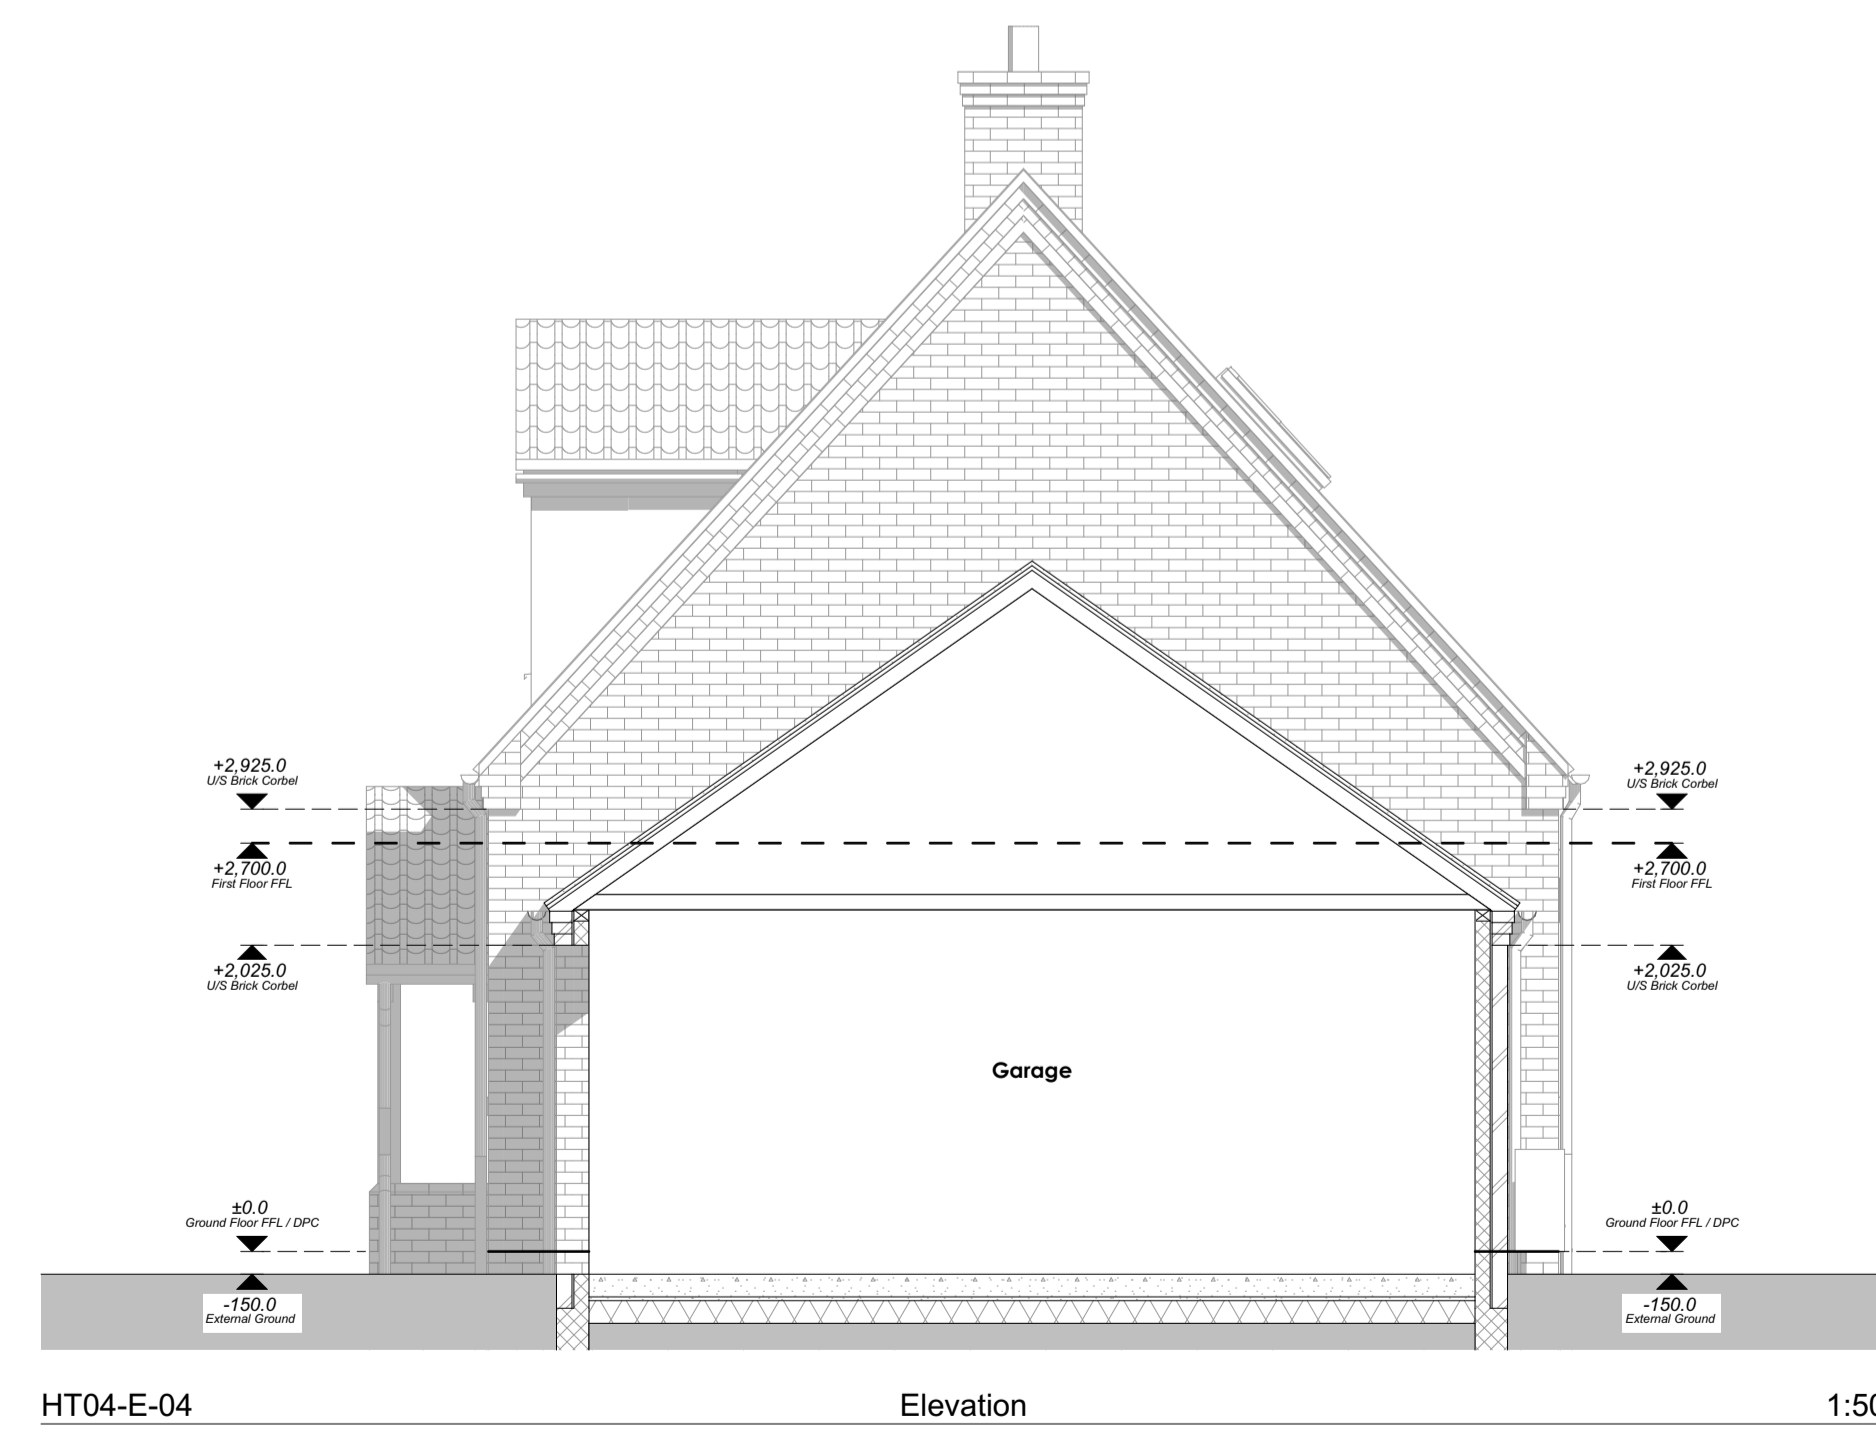 +2,925.0
U/S Brick Corbel
+2,925.0
U/S Brick Corbel
+2,700.0
First Floor FFL
+2,700.0
First Floor FFL
+2,025.0
U/S Brick Corbel
+2,025.0
U/S Brick Corbel
Garage
±0.0
Ground Floor FFL / DPC
±0.0
Ground Floor FFL / DPC
-150.0
External Ground
-150.0
External Ground
HT04-E-04
Elevation
1:50